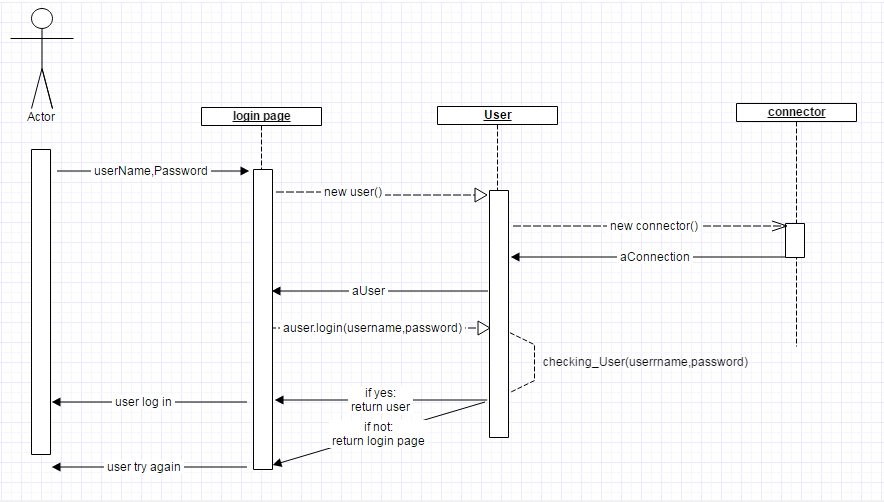 Actor
login page
User
connector
userName,Password
new user()
new connector()
aConnection
aUser
auser.login(username,password)
checking_User(userrname,password)
if yes:
return user
user log in
if not:
return login page
user try again